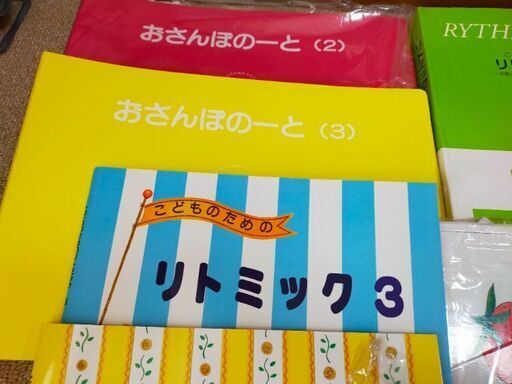 おさんぽのーと（2）
おさんぽのーと（3）
こどものための
リトミック 3
RYTH
リ